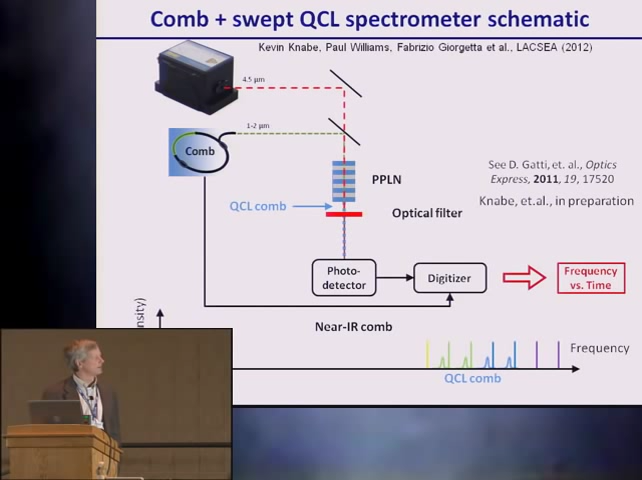 Comb + swept QCL spectrometer schematic
Kevin Knabe, Paul Williams, Fabrizio Giorgetta et al., LACSEA (2012)
4.5 µm
1-2 µm
Comb
See D. Gatti, et. al., Optics
Express, 2011, 19, 17520
PPLN
Knabe, et.al., in preparation
QCL comb
Optical filter
Photo-
detector
Digitizer
Frequency
vs. Time
nsity)
Near-IR comb
Frequency
QCL comb